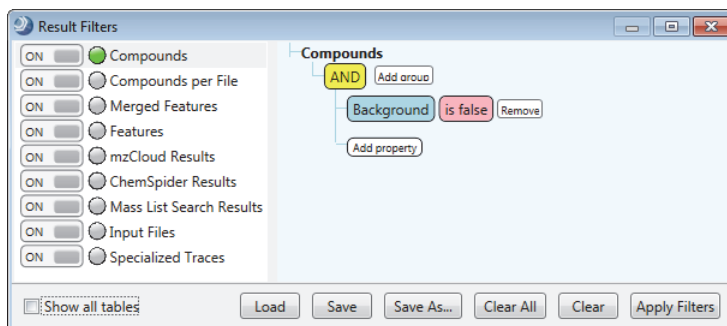 Result Filters
ON Compounds
ON Compounds per File
ON Merged Features
ON Features
ON mzCloud Results
ON ChemSpider Results
ON Mass List Search Results
ON Input Files
ON Specialized Traces
Compounds
AND Add group
Background is false Remove
Add property
Show all tables Load Save Save As... Clear All Clear Apply Filters